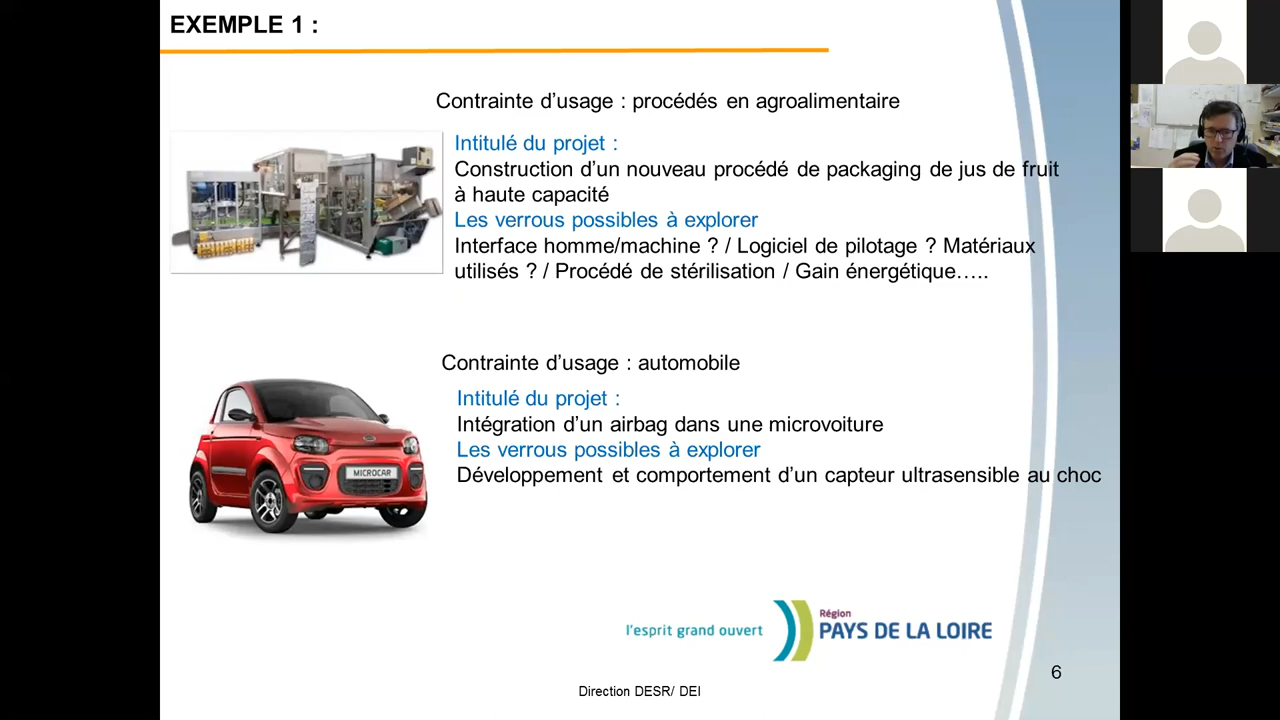 EXEMPLE 1 :
Contrainte d’usage : procédés en agroalimentaire
Intitulé du projet :
Construction d’un nouveau procédé de packaging de jus de fruit
à haute capacité
Les verrous possibles à explorer
Interface homme/machine ? / Logiciel de pilotage ? Matériaux
utilisés ? / Procédé de stérilisation / Gain énergétique…..
Contrainte d’usage : automobile
Intitulé du projet :
Intégration d’un airbag dans une microvoiture
Les verrous possibles à explorer
Développement et comportement d’un capteur ultrasensible au choc
MICROCAR
l'esprit grand ouvert
Région
PAYS DE LA LOIRE
6
Direction DESR/ DEI